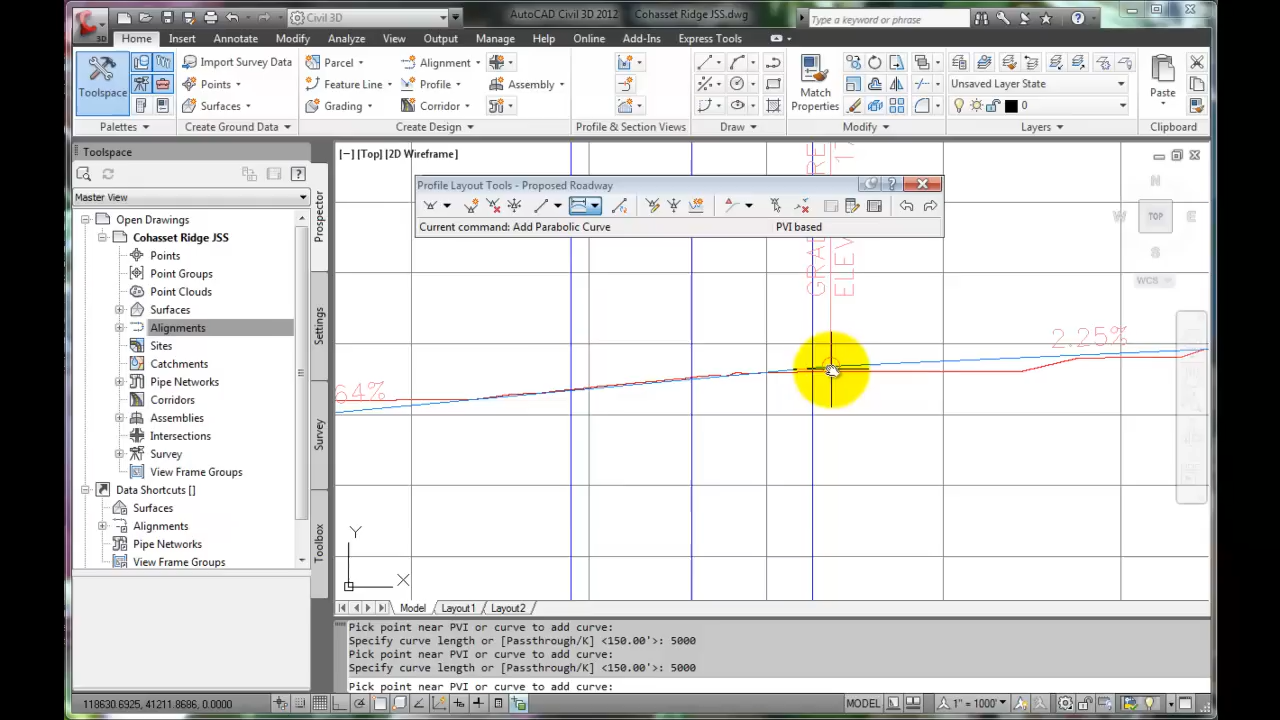 Civil 3D
AutoCAD Civil 3D 2012
Cohasset Ridge JSS.dwg
Type a keyword or phrase
3D
Home
Insert
Annotate
Modify
Analyze
View
Output
Manage
Help
Online
Add-Ins
Express Tools
Toolspace
Import Survey Data
Points
Surfaces
Parcel
Feature Line
Grading
Alignment
Profile
Corridor
Assembly
Match
Properties
Unsaved Layer State
0
Paste
Palettes
Create Ground Data
Create Design
Profile & Section Views
Draw
Modify
Layers
Clipboard
Toolspace
Master View
Open Drawings
Cohasset Ridge JSS
Points
Point Groups
Point Clouds
Surfaces
Alignments
Sites
Catchments
Pipe Networks
Corridors
Assemblies
Intersections
Survey
View Frame Groups
Data Shortcuts []
Surfaces
Alignments
Pipe Networks
View Frame Groups
Prospector
Settings
Survey
Toolbox
[−] [Top] [2D Wireframe]
Profile Layout Tools - Proposed Roadway
Current command: Add Parabolic Curve
PVI based
N
W
TOP
E
S
WCS
64%
2.25%
Y
X
Model
Layout1
Layout2
Pick point near PVI or curve to add curve:
Specify curve length or [Passthrough/K] <150.00'>: 5000
Pick point near PVI or curve to add curve:
Specify curve length or [Passthrough/K] <150.00'>: 5000
Pick point near PVI or curve to add curve:
118630.6925, 41211.8686, 0.0000
MODEL
1" = 1000'